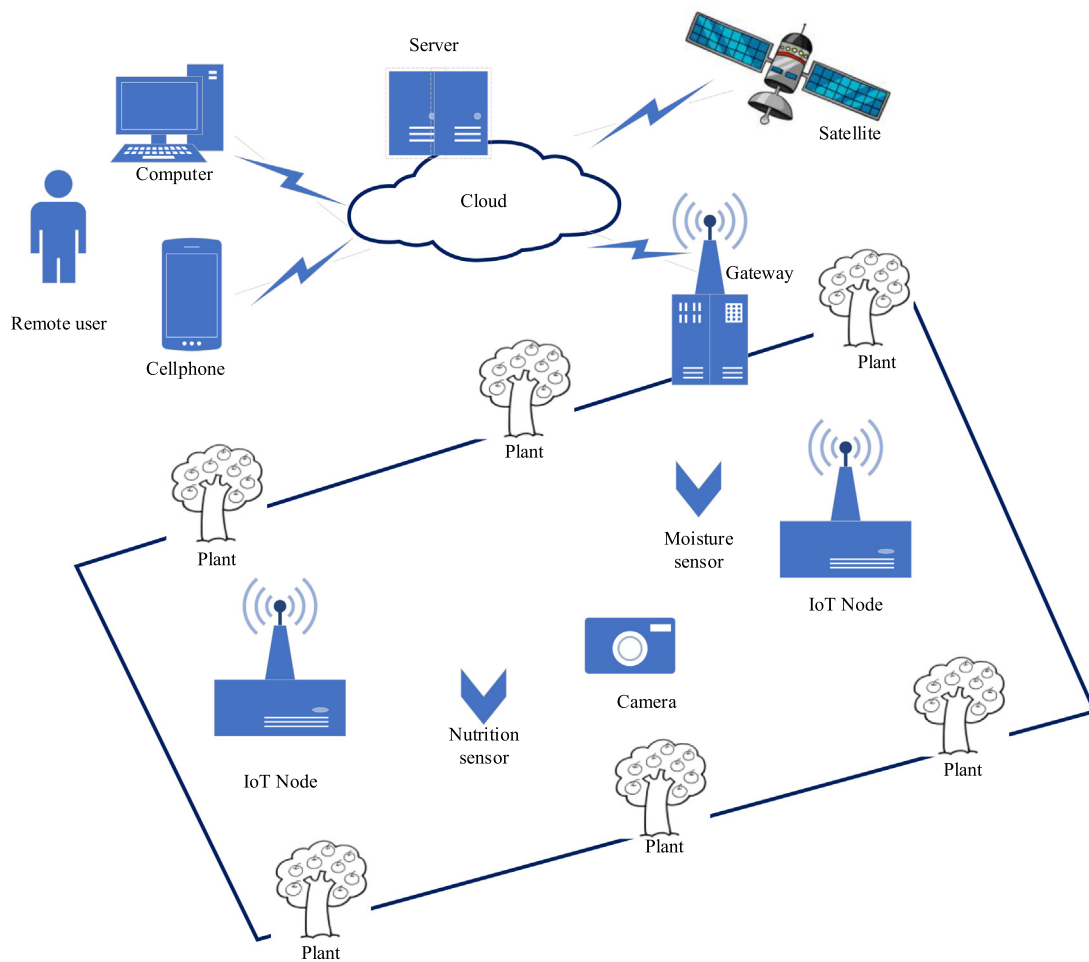 Server
Satellite
Computer
Cloud
Gateway
Remote user
Cellphone
Plant
Plant
Plant
Moisture
sensor
IoT Node
Camera
Nutrition
sensor
IoT Node
Plant
Plant
Plant